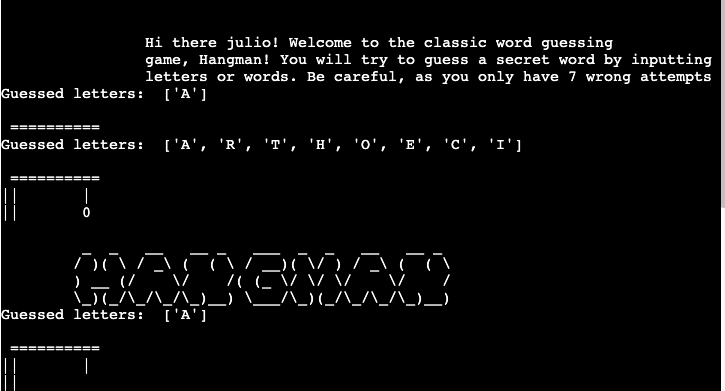 Hi there julio! Welcome to the classic word guessing
game, Hangman! You will try to guess a secret word by inputting
letters or words. Be careful, as you only have 7 wrong attempts
Guessed letters:  ['A']
==========
Guessed letters:  ['A', 'R', 'T', 'H', 'O', 'E', 'C', 'I']
==========
||       |
||       O
HANGMAN
Guessed letters:  ['A']
==========
||       |
||